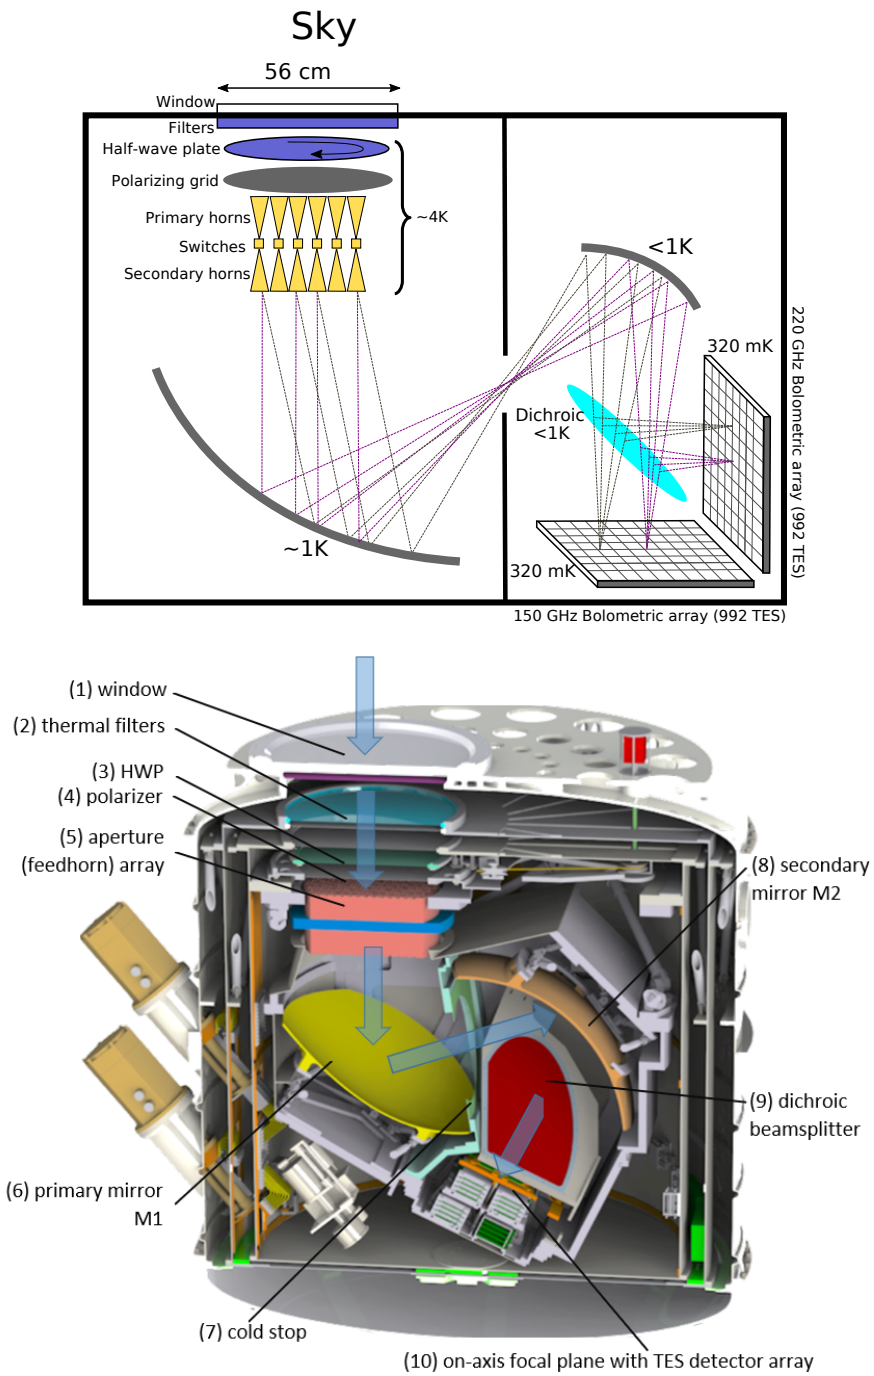 Sky
56 cm
Window
Filters
Half-wave plate
Polarizing grid
~4K
Primary horns
Switches
Secondary horns
<1K
320 mK
220 GHz Bolometric array (992 TES)
Dichroic
<1K
~1K
320 mK
150 GHz Bolometric array (992 TES)
(1) window
(2) thermal filters
(3) HWP
(4) polarizer
(5) aperture
(feedhorn) array
(8) secondary
mirror M2
(9) dichroic
beamsplitter
(6) primary mirror
M1
(7) cold stop
(10) on-axis focal plane with TES detector array